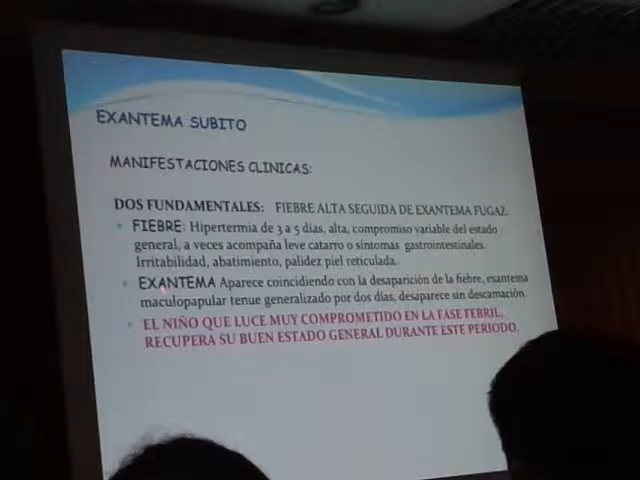 EXANTEMA SUBITO
MANIFESTACIONES CLINICAS:
DOS FUNDAMENTALES: FIEBRE ALTA SEGUIDA DE EXANTEMA FUGAZ.
FIEBRE: Hipertermia de 3 a 5 días, alta, compromiso variable del estado
general, a veces acompaña leve catarro o síntomas gastrointestinales.
Irritabilidad, abatimiento, palidez piel reticulada.
EXANTEMA Aparece coincidiendo con la desaparición de la fiebre, exantema
maculopapular tenue generalizado por dos días, desaparece sin descamación.
EL NIÑO QUE LUCE MUY COMPROMETIDO EN LA FASE FEBRIL,
RECUPERA SU BUEN ESTADO GENERAL DURANTE ESTE PERIODO.